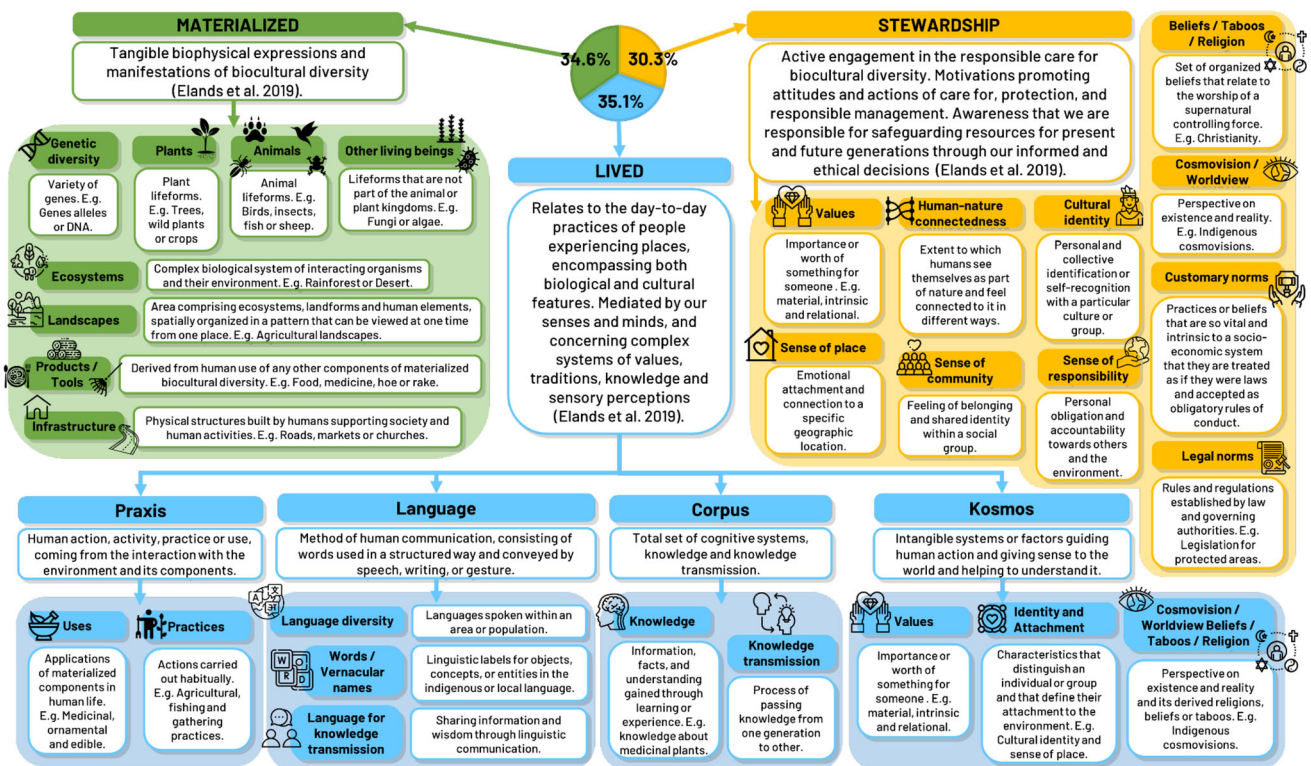 MATERIALIZED
Tangible biophysical expressions and
manifestations of biocultural diversity
(Elands et al. 2019).
34.6%
30.3%
35.1%
STEWARDSHIP
Active engagement in the responsible care for
biocultural diversity. Motivations promoting
attitudes and actions of care for, protection, and
responsible management. Awareness that we are
responsible for safeguarding resources for present
and future generations through our informed and
ethical decisions (Elands et al. 2019).
Genetic
diversity
Variety of
genes. E.g.
Genes alleles
or DNA.
Plants
Plant
lifeforms.
E.g. Trees,
wild plants
or crops
Animals
Animal
lifeforms. E.g.
Birds, insects,
fish or sheep.
Other living beings
Lifeforms that are not
part of the animal or
plant kingdoms. E.g.
Fungi or algae.
Ecosystems
Complex biological system of interacting organisms
and their environment. E.g. Rainforest or Desert.
Landscapes
Area comprising ecosystems, landforms and human elements,
spatially organized in a pattern that can be viewed at one time
from one place. E.g. Agricultural landscapes.
Products /
Tools
Derived from human use of any other components of materialized
biocultural diversity. E.g. Food, medicine, hoe or rake.
Infrastructure
Physical structures built by humans supporting society and
human activities. E.g. Roads, markets or churches.
LIVED
Relates to the day-to-day
practices of people
experiencing places,
encompassing both
biological and cultural
features. Mediated by our
senses and minds, and
concerning complex
systems of values,
traditions, knowledge and
sensory perceptions
(Elands et al. 2019).
Values
Importance or
worth of
something for
someone . E.g.
material, intrinsic
and relational.
Human-nature
connectedness
Extent to which
humans see
themselves as part
of nature and feel
connected to it in
different ways.
Cultural
identity
Personal and
collective
identification or
self-recognition
with a particular
culture or
group.
Sense of place
Emotional
attachment and
connection to a
specific
geographic
location.
Sense of
community
Feeling of belonging
and shared identity
within a social
group.
Sense of
responsibility
Personal
obligation and
accountability
towards others
and the
environment.
Beliefs / Taboos
/ Religion
Set of organized
beliefs that relate to
the worship of a
supernatural
controlling force.
E.g. Christianity.
Cosmovision /
Worldview
Perspective on
existence and reality.
E.g. Indigenous
cosmovisions.
Customary norms
Practices or beliefs
that are so vital and
intrinsic to a socio-
economic system
that they are treated
as if they were laws
and accepted as
obligatory rules of
conduct.
Legal norms
Rules and regulations
established by law
and governing
authorities. E.g.
Legislation for
protected areas.
Praxis
Human action, activity, practice or use,
coming from the interaction with the
environment and its components.
Uses
Applications
of materialized
components in
human life.
E.g. Medicinal,
ornamental
and edible.
Practices
Actions carried
out habitually.
E.g. Agricultural,
fishing and
gathering
practices.
Language
Method of human communication, consisting of
words used in a structured way and conveyed by
speech, writing, or gesture.
Language diversity
Languages spoken within an
area or population.
W O
R D
Words /
Vernacular
names
Linguistic labels for objects,
concepts, or entities in the
indigenous or local language.
Language for
knowledge
transmission
Sharing information and
wisdom through linguistic
communication.
Corpus
Total set of cognitive systems,
knowledge and knowledge
transmission.
Knowledge
Information,
facts, and
understanding
gained through
learning or
experience. E.g.
knowledge about
medicinal plants.
Knowledge
transmission
Process of
passing
knowledge from
one generation
to other.
Kosmos
Intangible systems or factors guiding
human action and giving sense to the
world and helping to understand it.
Values
Importance or
worth of
something for
someone . E.g.
material, intrinsic
and relational.
Identity and
Attachment
Characteristics that
distinguish an
individual or group
and that define their
attachment to the
environment. E.g.
Cultural identity and
sense of place.
Cosmovision /
Worldview Beliefs /
Taboos / Religion
Perspective on
existence and reality
and its derived religions,
beliefs or taboos. E.g.
Indigenous
cosmovisions.